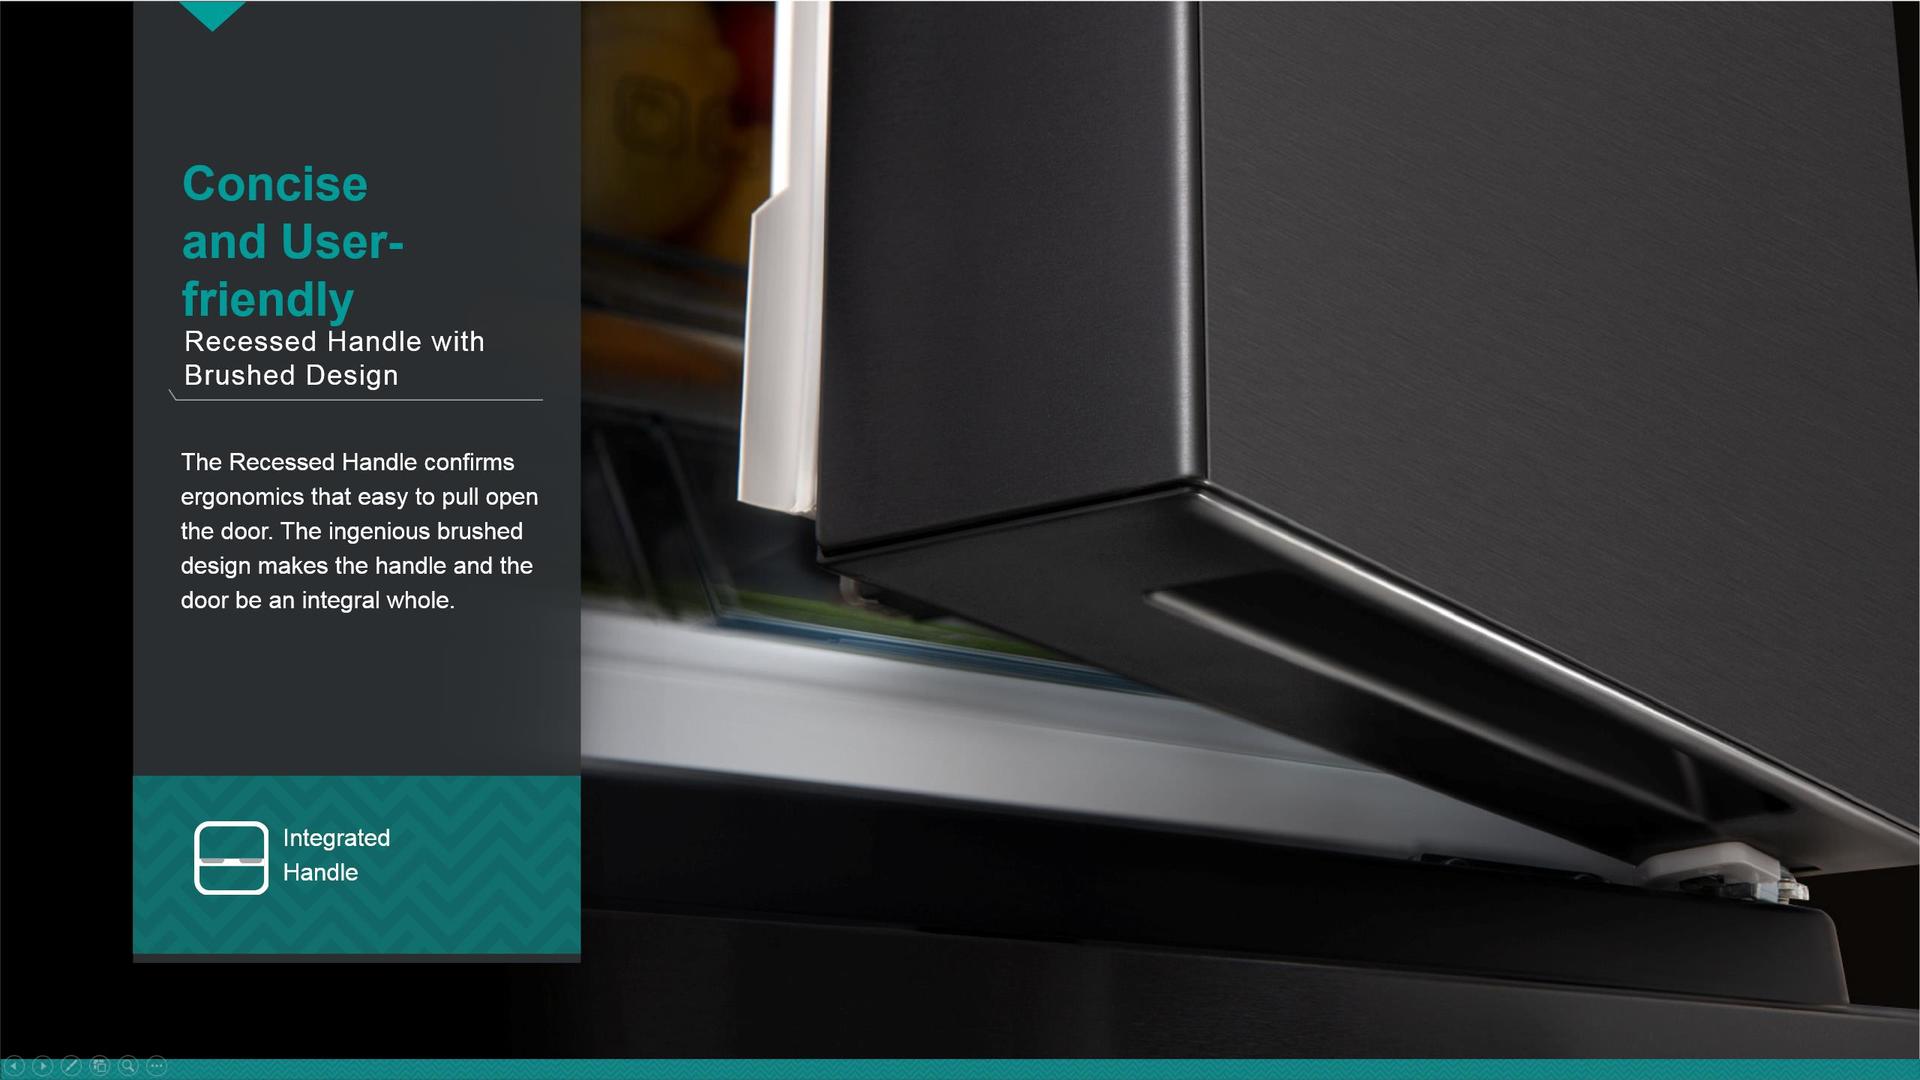 Concise
and User-
friendly
Recessed Handle with
Brushed Design
The Recessed Handle confirms
ergonomics that easy to pull open
the door. The ingenious brushed
design makes the handle and the
door be an integral whole.
Integrated
Handle